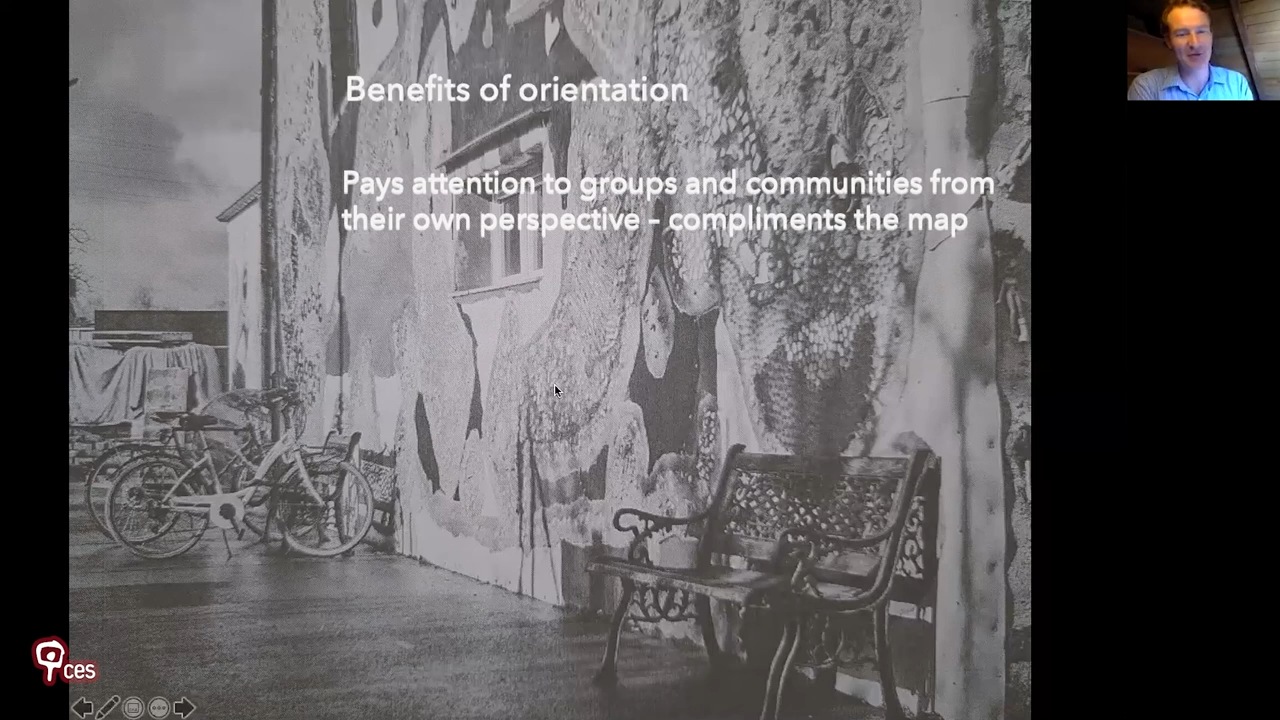 Benefits of orientation
Pays attention to groups and communities from
their own perspective – compliments the map
ces